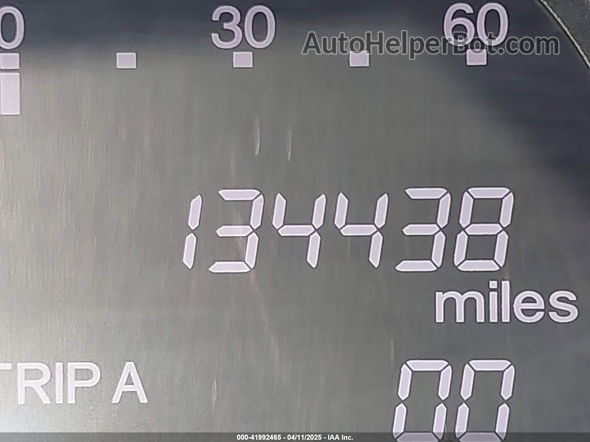 0 30 60
AutoHelperBot.com
134438
miles
TRIP A 00
000-41992465 - 04/11/2025 - IAA Inc.